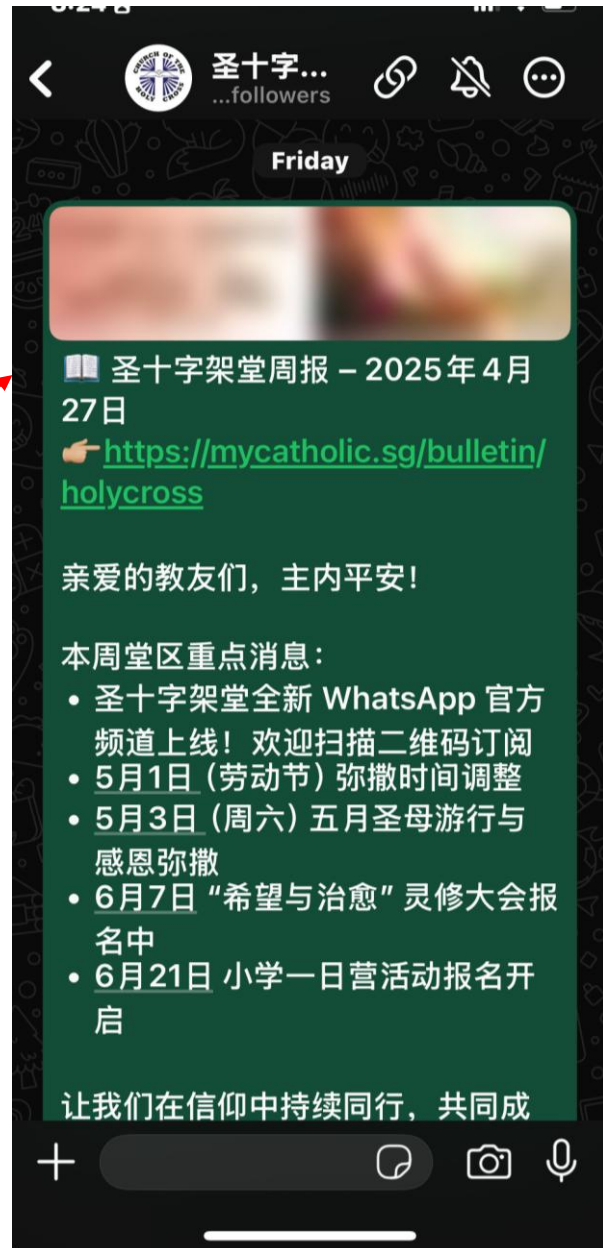 圣十字...
...followers
Friday
📖 圣十字架堂周报 – 2025年4月
27日
👉🏼https://mycatholic.sg/bulletin/
holycross
亲爱的教友们，主内平安！
本周堂区重点消息：
• 圣十字架堂全新 WhatsApp 官方
频道上线！欢迎扫描二维码订阅
• 5月1日 (劳动节) 弥撒时间调整
• 5月3日 (周六) 五月圣母游行与
感恩弥撒
• 6月7日 “希望与治愈” 灵修大会报
名中
• 6月21日 小学一日营活动报名开
启
让我们在信仰中持续同行，共同成